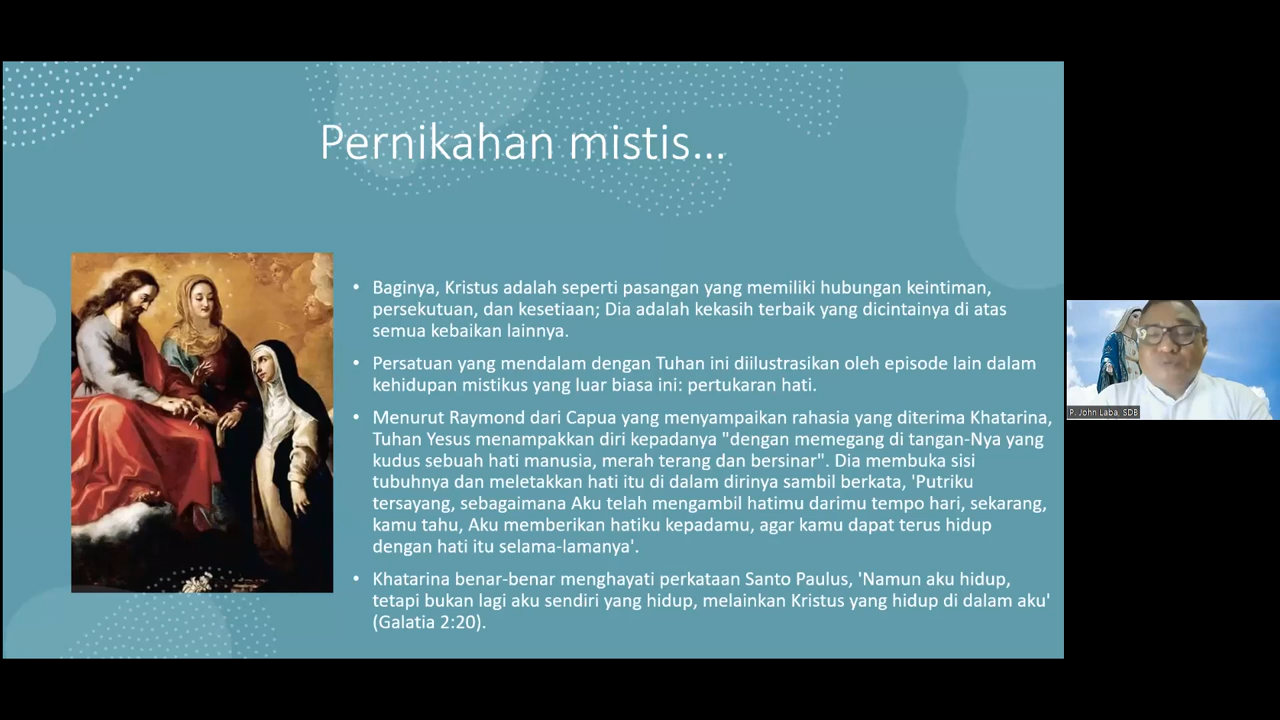 Pernikahan mistis...
• Baginya, Kristus adalah seperti pasangan yang memiliki hubungan keintiman,
persekutuan, dan kesetiaan; Dia adalah kekasih terbaik yang dicintainya di atas
semua kebaikan lainnya.
• Persatuan yang mendalam dengan Tuhan ini diilustrasikan oleh episode lain dalam
kehidupan mistikus yang luar biasa ini: pertukaran hati.
• Menurut Raymond dari Capua yang menyampaikan rahasia yang diterima Khatarina,
Tuhan Yesus menampakkan diri kepadanya "dengan memegang di tangan-Nya yang
kudus sebuah hati manusia, merah terang dan bersinar". Dia membuka sisi
tubuhnya dan meletakkan hati itu di dalam dirinya sambil berkata, 'Putriku
tersayang, sebagaimana Aku telah mengambil hatimu darimu tempo hari, sekarang,
kamu tahu, Aku memberikan hatiku kepadamu, agar kamu dapat terus hidup
dengan hati itu selama-lamanya'.
• Khatarina benar-benar menghayati perkataan Santo Paulus, 'Namun aku hidup,
tetapi bukan lagi aku sendiri yang hidup, melainkan Kristus yang hidup di dalam aku'
(Galatia 2:20).
P. John Laba, SDB